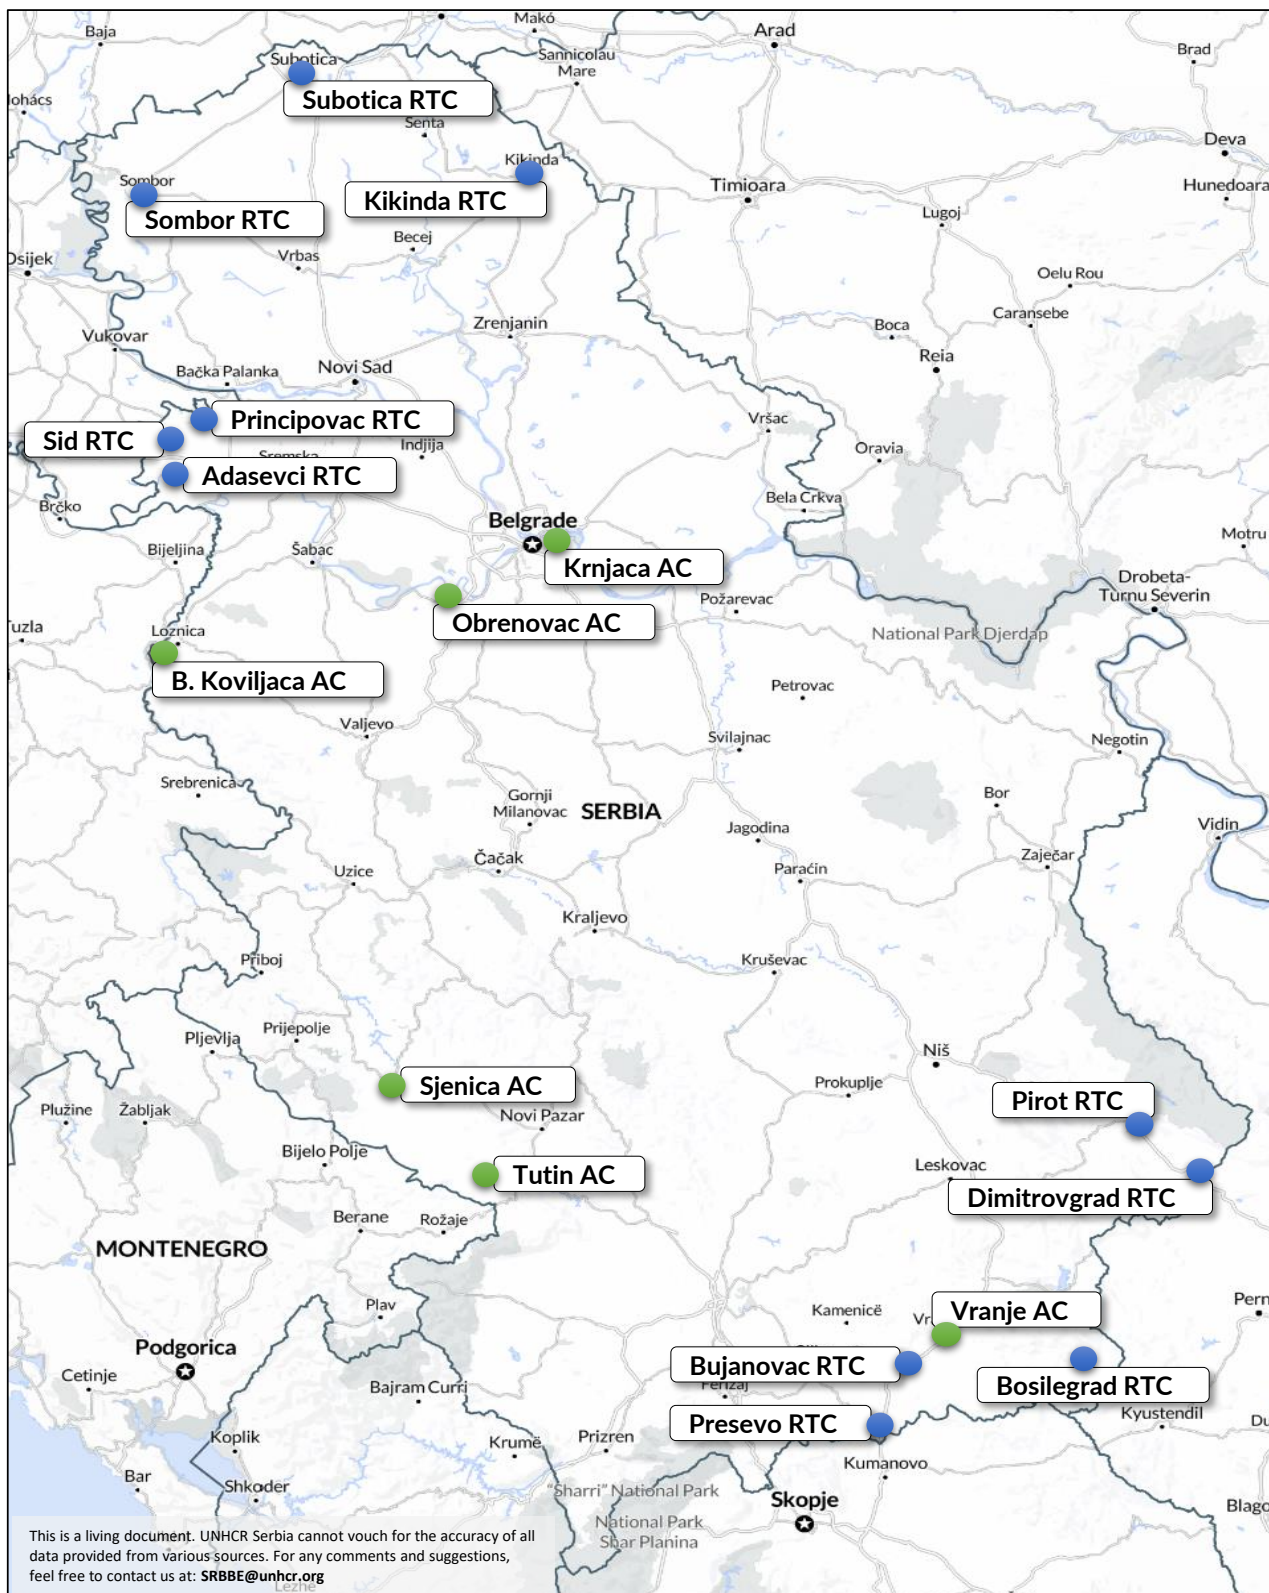 Baja
Makó
Arad
Brad
Subotica
Sannicolau
Mare
Subotica RTC
Senta
Deva
Kikinda
Sombor
Timioara
Hunedoara
Kikinda RTC
Sombor RTC
Lugoj
Becej
Vrbas
Oelu Rou
Zrenjanin
Caransebe
Vukovar
Boca
Reia
Bačka Palanka
Novi Sad
Principovac RTC
Vršac
Sid RTC
Indjija
Oravia
Adasevci RTC
Brčko
Bela Crkva
Belgrade
Motru
Bijeljina
Šabac
Krnjaca AC
Drobeta-
Turnu Severin
Požarevac
Obrenovac AC
Loznica
National Park Djerdap
B. Koviljaca AC
Petrovac
Valjevo
Svilajnac
Negotin
Srebrenica
Gornji
Milanovac
SERBIA
Bor
Jagodina
Vidin
Čačak
Zaječar
Uzice
Paraćin
Kraljevo
Priboj
Kruševac
Prijepolje
Pljevlja
Niš
Sjenica AC
Prokuplje
Pirot RTC
Plužine
Žabljak
Novi Pazar
Bijelo Polje
Leskovac
Tutin AC
Dimitrovgrad RTC
Berane
Rožaje
MONTENEGRO
Plav
Kamenicë
Vranje AC
Podgorica
Bujanovac RTC
Cetinje
Bajram Curri
Bosilegrad RTC
Presevo RTC
Kyustendil
Koplik
Krumë
Prizren
Kumanovo
Bar
Shkoder
"Sharri" National Park
Skopje
National Park
Shar Planina
This is a living document. UNHCR Serbia cannot vouch for the accuracy of all
data provided from various sources. For any comments and suggestions,
feel free to contact us at: SRBBE@unhcr.org